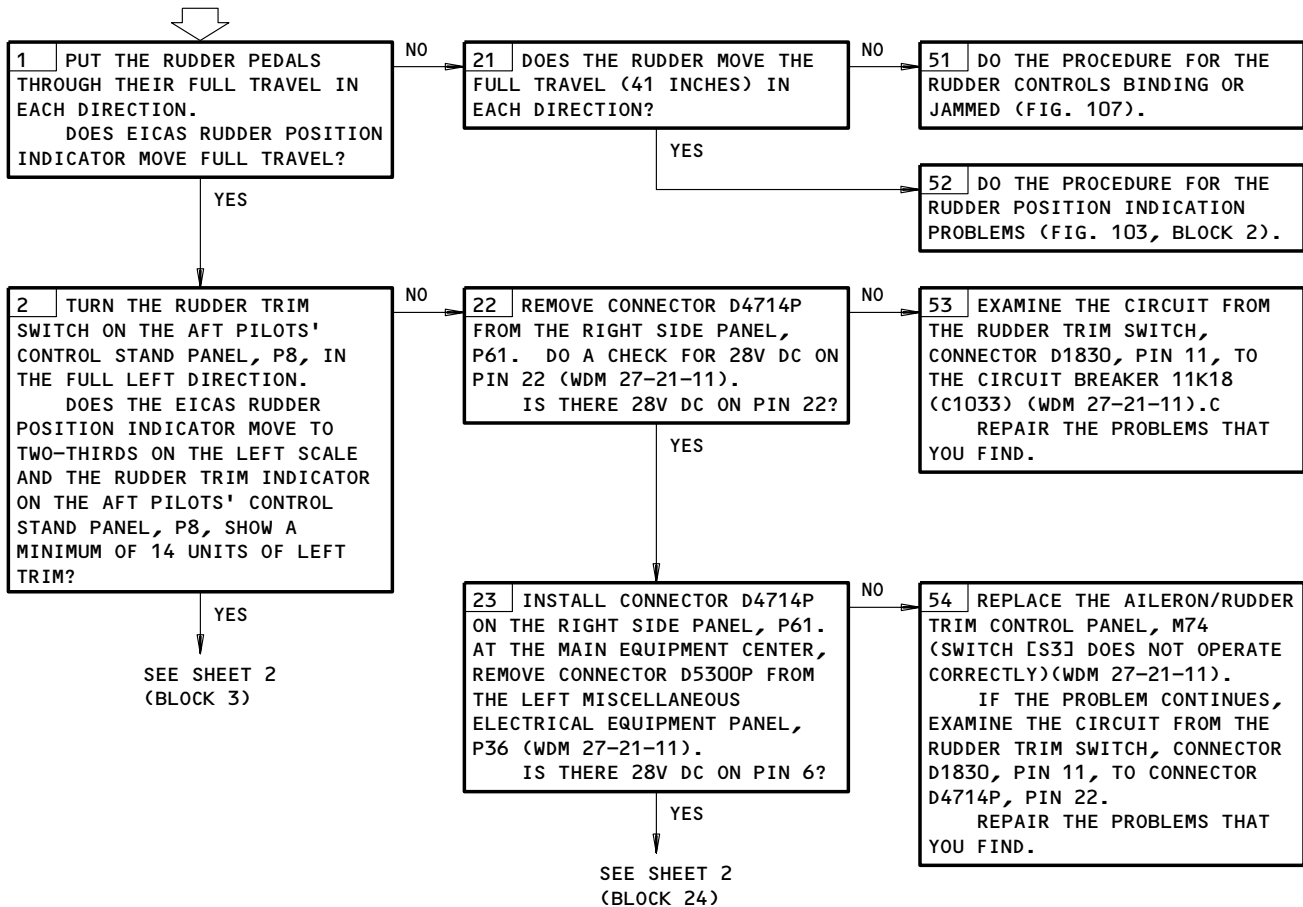 1 PUT THE RUDDER PEDALS
THROUGH THEIR FULL TRAVEL IN
EACH DIRECTION.
DOES EICAS RUDDER POSITION
INDICATOR MOVE FULL TRAVEL?
NO
21 DOES THE RUDDER MOVE THE
FULL TRAVEL (41 INCHES) IN
EACH DIRECTION?
NO
51 DO THE PROCEDURE FOR THE
RUDDER CONTROLS BINDING OR
JAMMED (FIG. 107).
YES
52 DO THE PROCEDURE FOR THE
RUDDER POSITION INDICATION
PROBLEMS (FIG. 103, BLOCK 2).
YES
2 TURN THE RUDDER TRIM
SWITCH ON THE AFT PILOTS'
CONTROL STAND PANEL, P8, IN
THE FULL LEFT DIRECTION.
DOES THE EICAS RUDDER
POSITION INDICATOR MOVE TO
TWO-THIRDS ON THE LEFT SCALE
AND THE RUDDER TRIM INDICATOR
ON THE AFT PILOTS' CONTROL
STAND PANEL, P8, SHOW A
MINIMUM OF 14 UNITS OF LEFT
TRIM?
NO
22 REMOVE CONNECTOR D4714P
FROM THE RIGHT SIDE PANEL,
P61. DO A CHECK FOR 28V DC ON
PIN 22 (WDM 27-21-11).
IS THERE 28V DC ON PIN 22?
NO
53 EXAMINE THE CIRCUIT FROM
THE RUDDER TRIM SWITCH,
CONNECTOR D1830, PIN 11, TO
THE CIRCUIT BREAKER 11K18
(C1033) (WDM 27-21-11).C
REPAIR THE PROBLEMS THAT
YOU FIND.
YES
YES
SEE SHEET 2
(BLOCK 3)
23 INSTALL CONNECTOR D4714P
ON THE RIGHT SIDE PANEL, P61.
AT THE MAIN EQUIPMENT CENTER,
REMOVE CONNECTOR D5300P FROM
THE LEFT MISCELLANEOUS
ELECTRICAL EQUIPMENT PANEL,
P36 (WDM 27-21-11).
IS THERE 28V DC ON PIN 6?
NO
54 REPLACE THE AILERON/RUDDER
TRIM CONTROL PANEL, M74
(SWITCH [S3] DOES NOT OPERATE
CORRECTLY)(WDM 27-21-11).
IF THE PROBLEM CONTINUES,
EXAMINE THE CIRCUIT FROM THE
RUDDER TRIM SWITCH, CONNECTOR
D1830, PIN 11, TO CONNECTOR
D4714P, PIN 22.
REPAIR THE PROBLEMS THAT
YOU FIND.
YES
SEE SHEET 2
(BLOCK 24)